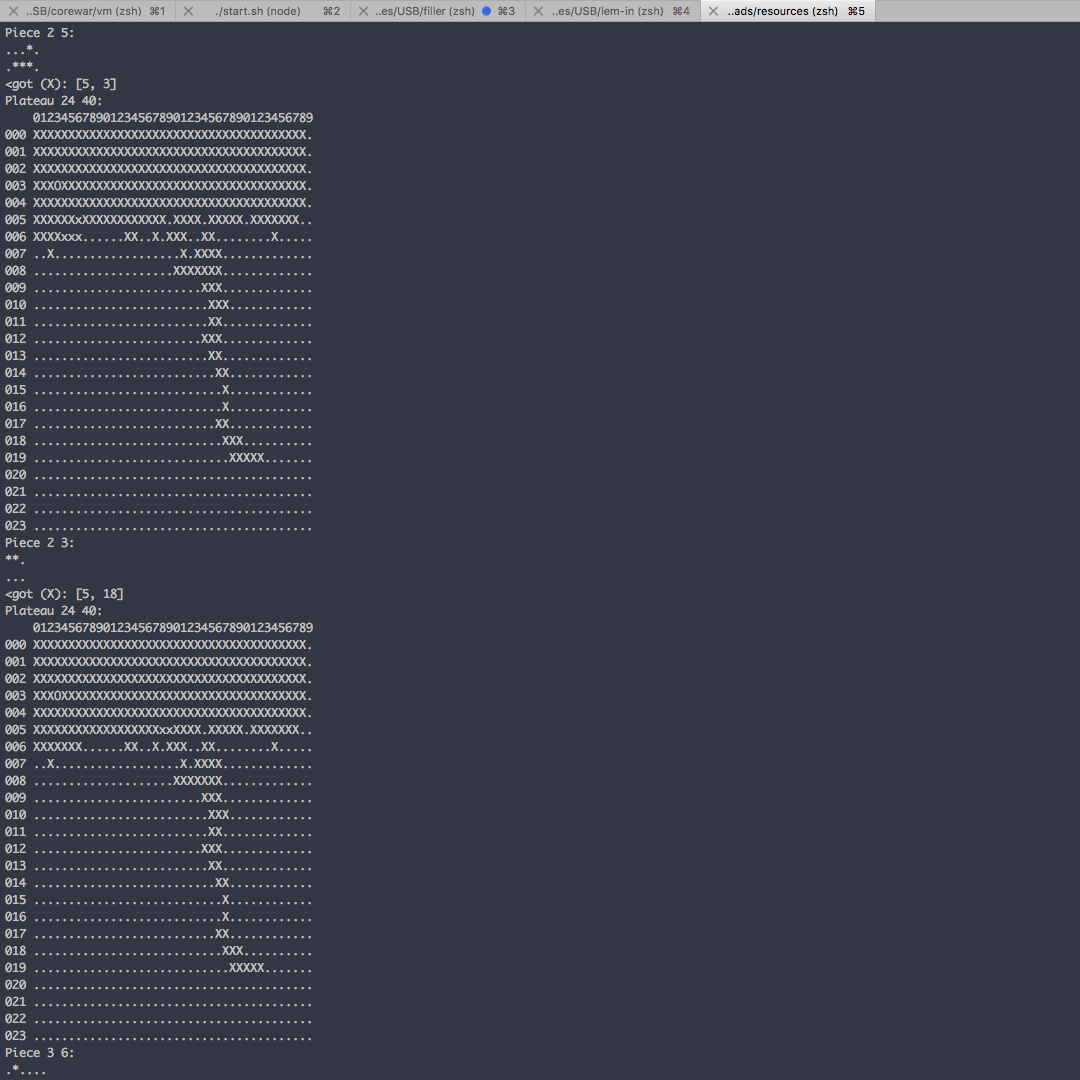 ..SB/corewar/vm (zsh) ⌘1 ./start.sh (node) ⌘2 ..es/USB/filler (zsh) ⌘3 ..es/USB/lem-in (zsh) ⌘4 ..ads/resources (zsh) ⌘5
Piece 2 5:
...*.
.***.
<got (X): [5, 3]
Plateau 24 40:
    0123456789012345678901234567890123456789
000 XXXXXXXXXXXXXXXXXXXXXXXXXXXXXXXXXXXXXXX.
001 XXXXXXXXXXXXXXXXXXXXXXXXXXXXXXXXXXXXXXX.
002 XXXXXXXXXXXXXXXXXXXXXXXXXXXXXXXXXXXXXXX.
003 XXXOXXXXXXXXXXXXXXXXXXXXXXXXXXXXXXXXXXX.
004 XXXXXXXXXXXXXXXXXXXXXXXXXXXXXXXXXXXXXXX.
005 XXXXXXxXXXXXXXXXXXX.XXXX.XXXXX.XXXXXXX..
006 XXXXxxx......XX..X.XXX..XX........X.....
007 ..X..................X.XXXX.............
008 ....................XXXXXXX.............
009 ........................XXX.............
010 .........................XXX............
011 .........................XX.............
012 ........................XXX.............
013 .........................XX.............
014 ..........................XX............
015 ...........................X............
016 ...........................X............
017 ..........................XX............
018 ...........................XXX..........
019 ............................XXXXX.......
020 ........................................
021 ........................................
022 ........................................
023 ........................................
Piece 2 3:
**.
...
<got (X): [5, 18]
Plateau 24 40:
    0123456789012345678901234567890123456789
000 XXXXXXXXXXXXXXXXXXXXXXXXXXXXXXXXXXXXXXX.
001 XXXXXXXXXXXXXXXXXXXXXXXXXXXXXXXXXXXXXXX.
002 XXXXXXXXXXXXXXXXXXXXXXXXXXXXXXXXXXXXXXX.
003 XXXOXXXXXXXXXXXXXXXXXXXXXXXXXXXXXXXXXXX.
004 XXXXXXXXXXXXXXXXXXXXXXXXXXXXXXXXXXXXXXX.
005 XXXXXXXXXXXXXXXXXXxxXXXX.XXXXX.XXXXXXX..
006 XXXXXXX......XX..X.XXX..XX........X.....
007 ..X..................X.XXXX.............
008 ....................XXXXXXX.............
009 ........................XXX.............
010 .........................XXX............
011 .........................XX.............
012 ........................XXX.............
013 .........................XX.............
014 ..........................XX............
015 ...........................X............
016 ...........................X............
017 ..........................XX............
018 ...........................XXX..........
019 ............................XXXXX.......
020 ........................................
021 ........................................
022 ........................................
023 ........................................
Piece 3 6:
.*....